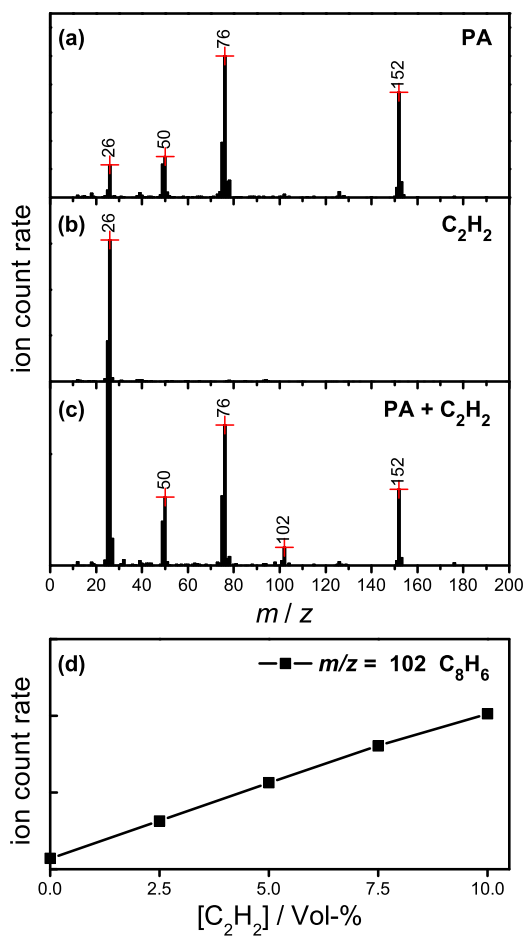 (a) PA
26
50
76
152
(b) C₂H₂
26
ion count rate
(c) PA + C₂H₂
50
76
102
152
0 20 40 60 80 100 120 140 160 180 200
m / z
(d) m/z = 102 C₈H₆
ion count rate
0.0 2.5 5.0 7.5 10.0
[C₂H₂] / Vol-%